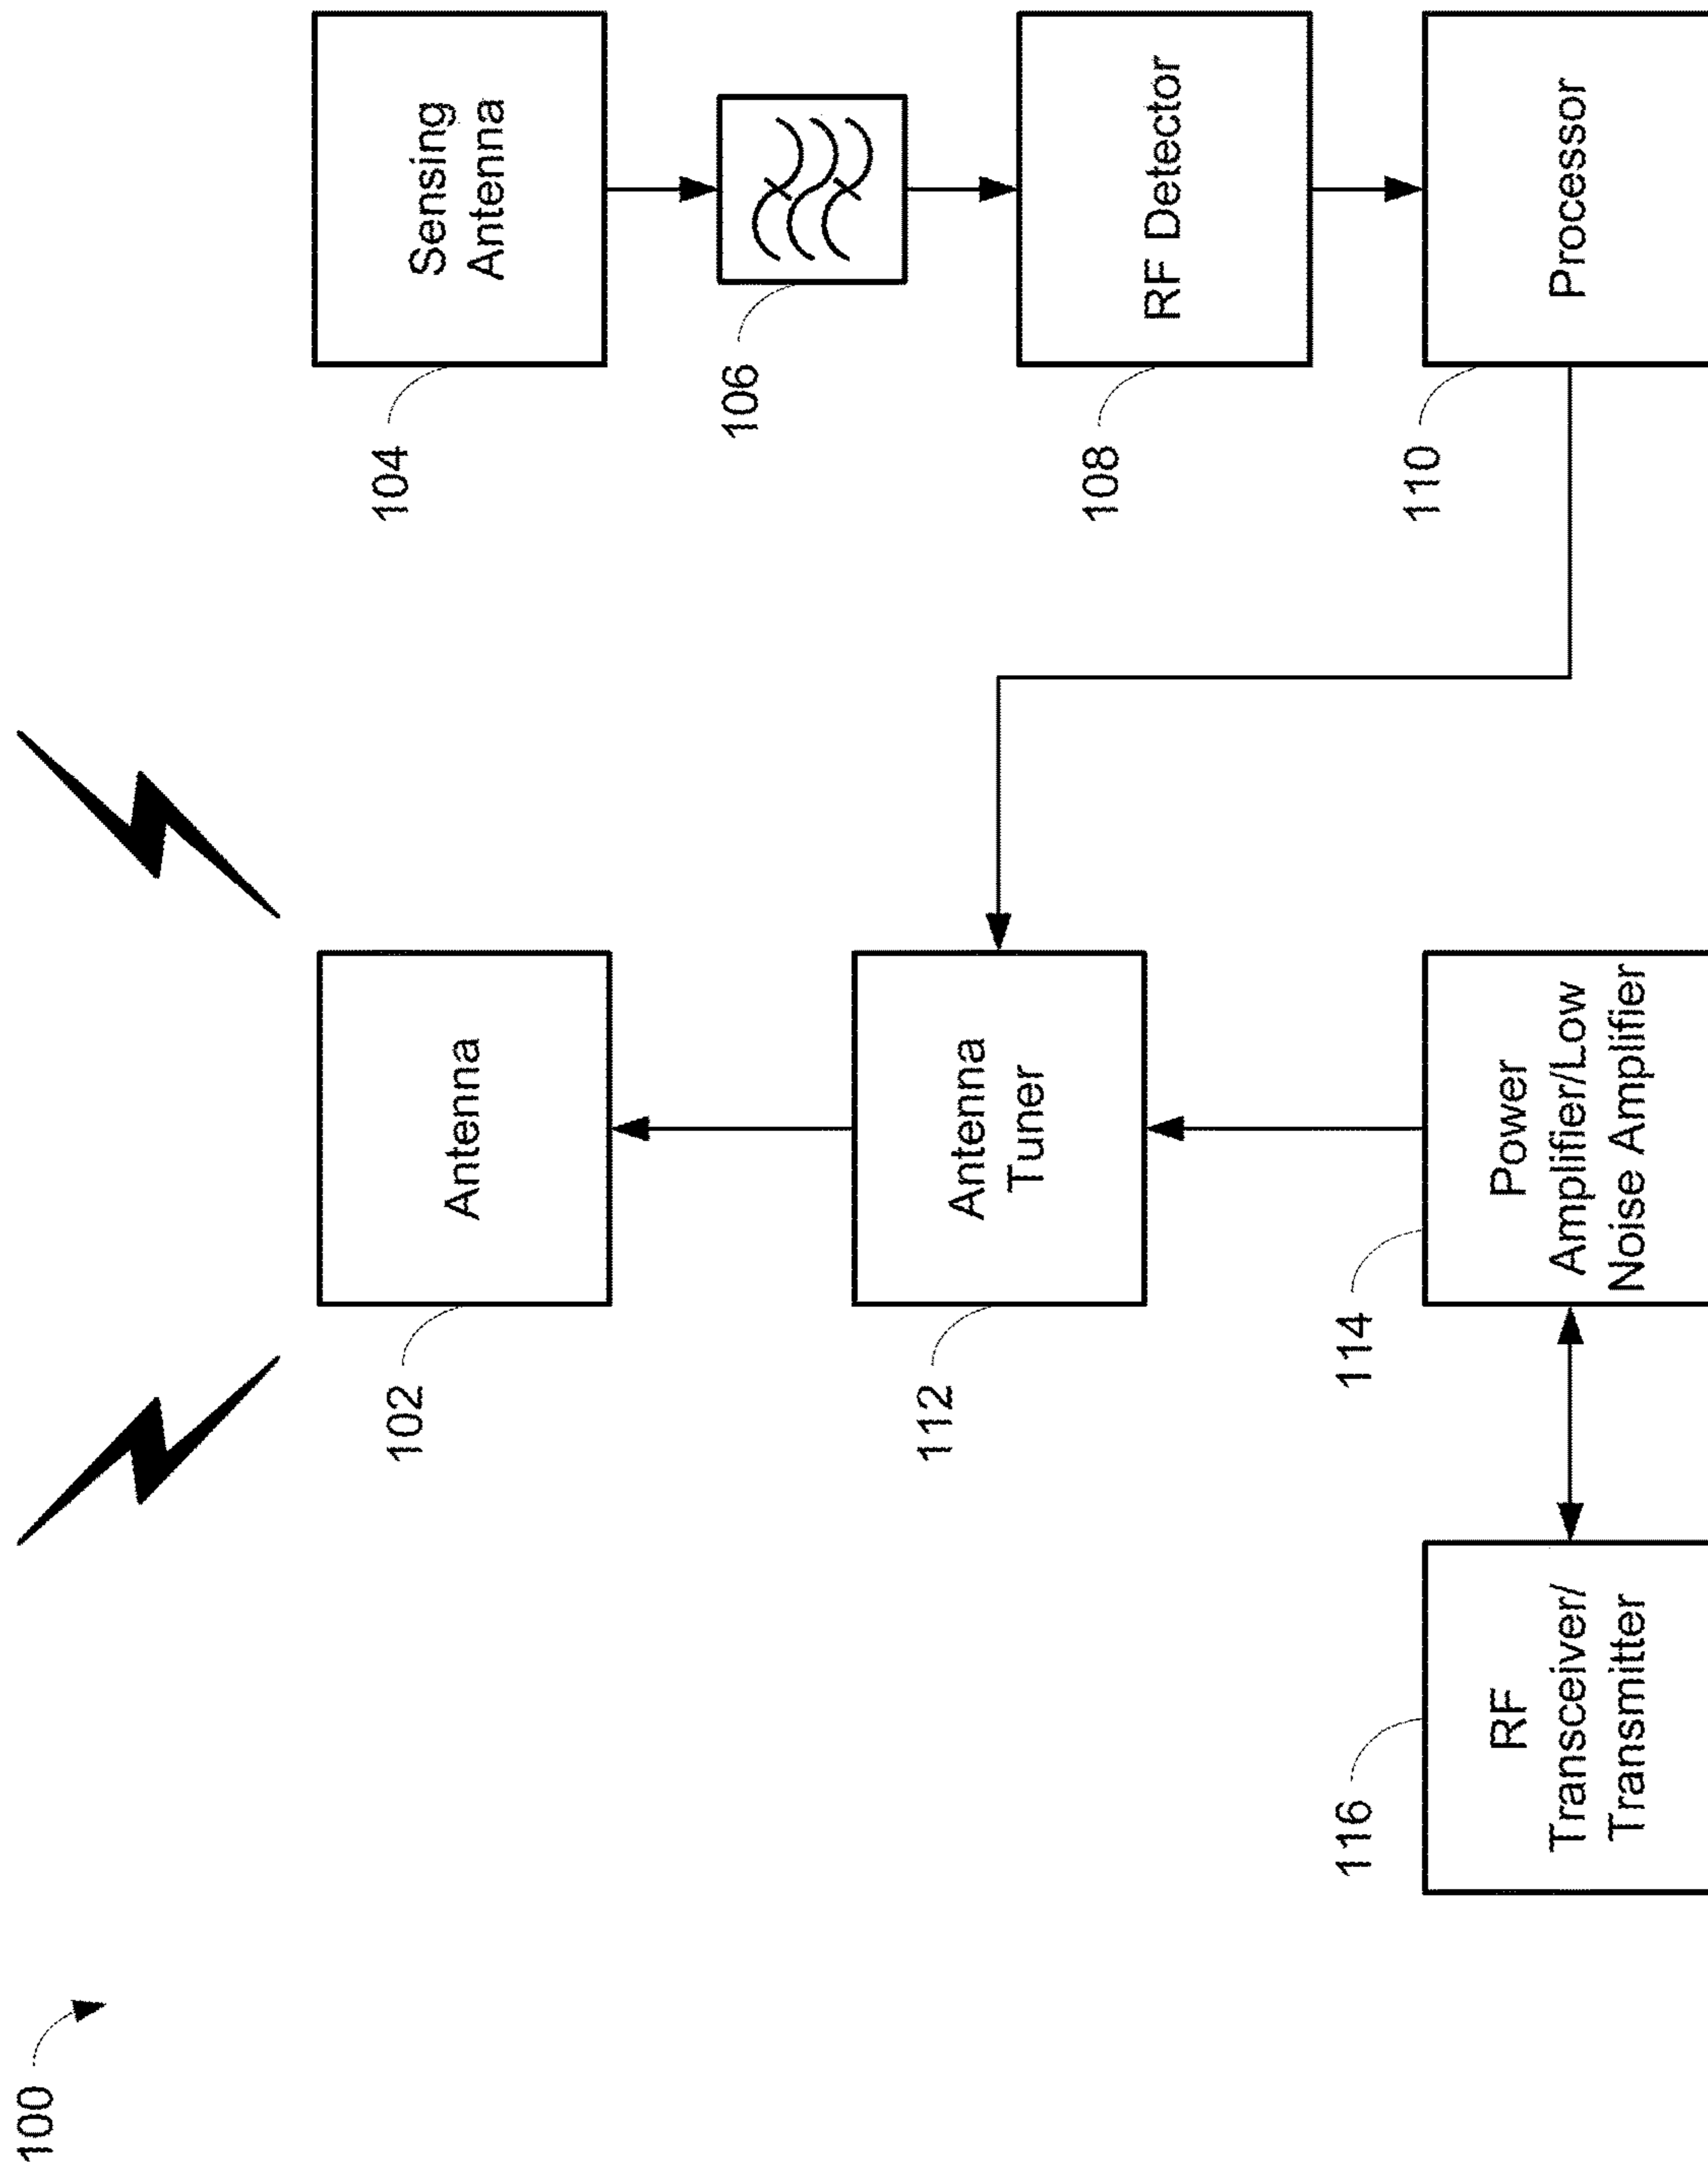 100
Antenna
102
Sensing
Antenna
104
106
Antenna
Tuner
112
RF Detector
108
RF
Transceiver/
Transmitter
116
Power
Amplifier/Low
Noise Amplifier
114
Processor
110